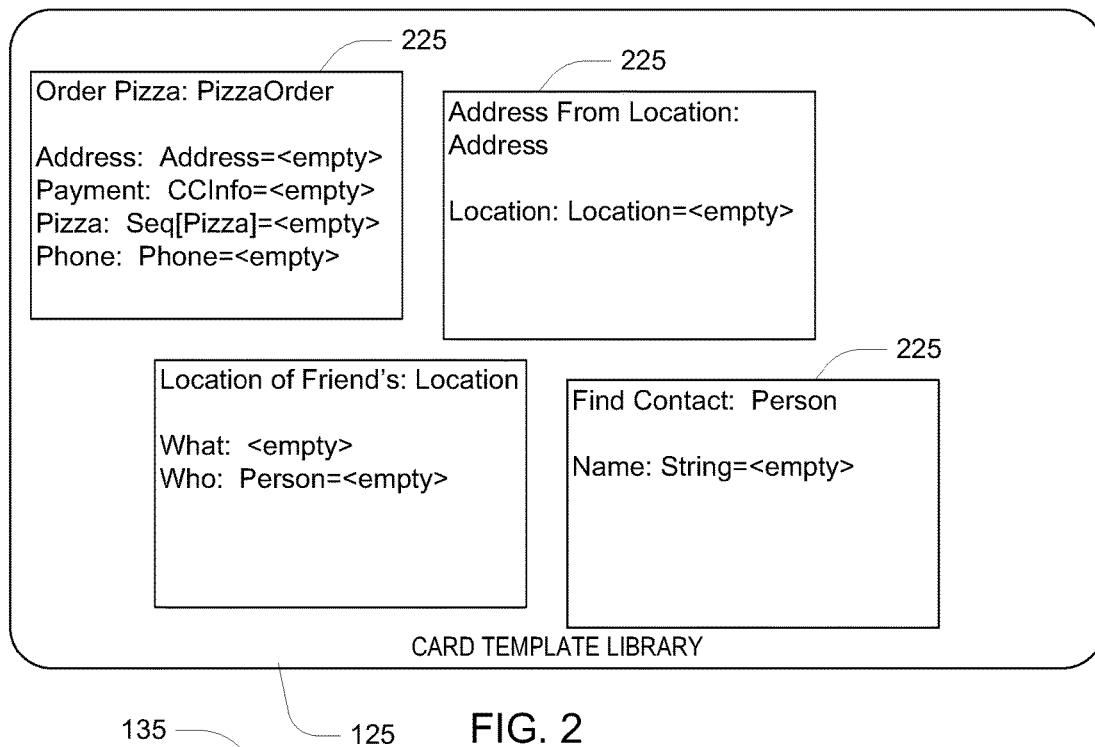 225
Order Pizza: PizzaOrder
Address: Address=<empty>
Payment: CCInfo=<empty>
Pizza: Seq[Pizza]=<empty>
Phone: Phone=<empty>
225
Address From Location:
Address
Location: Location=<empty>
Location of Friend's: Location
What: <empty>
Who: Person=<empty>
225
Find Contact: Person
Name: String=<empty>
CARD TEMPLATE LIBRARY
135
125
FIG. 2